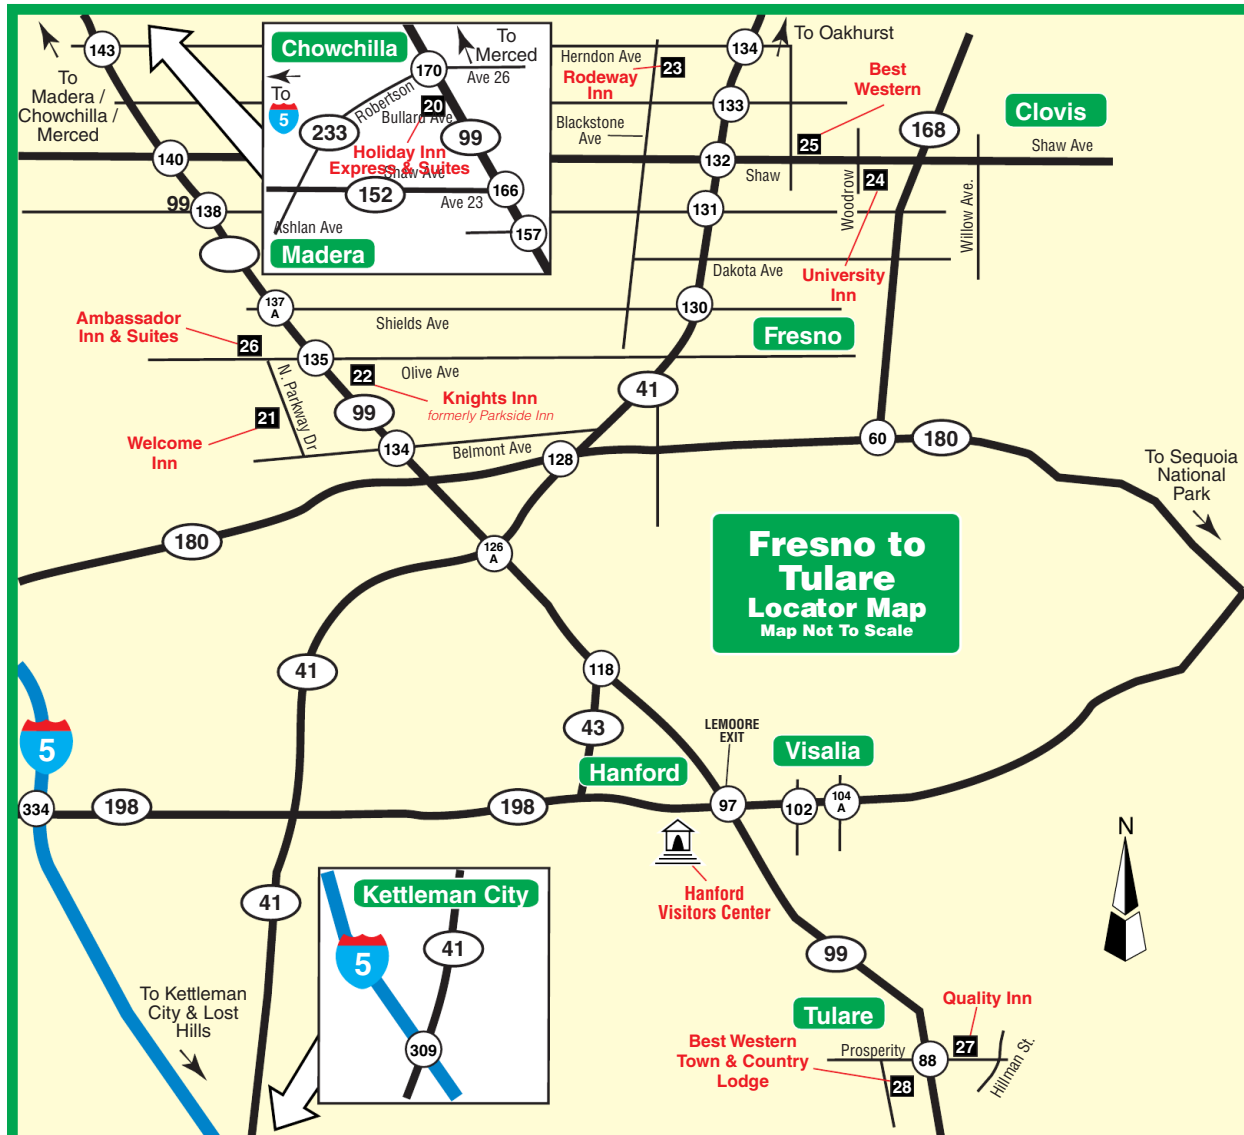 143
To
Madera /
Chowchilla /
Merced
140
99
138
Chowchilla
To
Merced
170
Ave 26
To
5
Robertson
20
Bullard Ave
233
99
Holiday Inn
Express & Suites
Shaw Ave
152
166
Ave 23
Ashlan Ave
157
Madera
134
To Oakhurst
Herndon Ave
Rodeway
Inn
23
Best
Western
133
Blackstone
Ave
168
Clovis
25
132
Shaw
Shaw Ave
Woodrow
24
Willow Ave.
131
Dakota Ave
University
Inn
137
A
130
Shields Ave
Ambassador
Inn & Suites
26
Fresno
135
22
Olive Ave
N. Parkway Dr
Knights Inn
formerly Parkside Inn
41
99
21
Welcome
Inn
134
Belmont Ave
128
60
180
To Sequoia
National
Park
180
126
A
Fresno to
Tulare
Locator Map
Map Not To Scale
41
118
43
LEMOORE
EXIT
5
Visalia
Hanford
334
198
198
97
102
104
A
N
Hanford
Visitors Center
41
Kettleman City
41
5
99
To Kettleman
City & Lost
Hills
309
Quality Inn
Tulare
Best Western
Town & Country
Lodge
Prosperity
88
27
Hillman St.
28